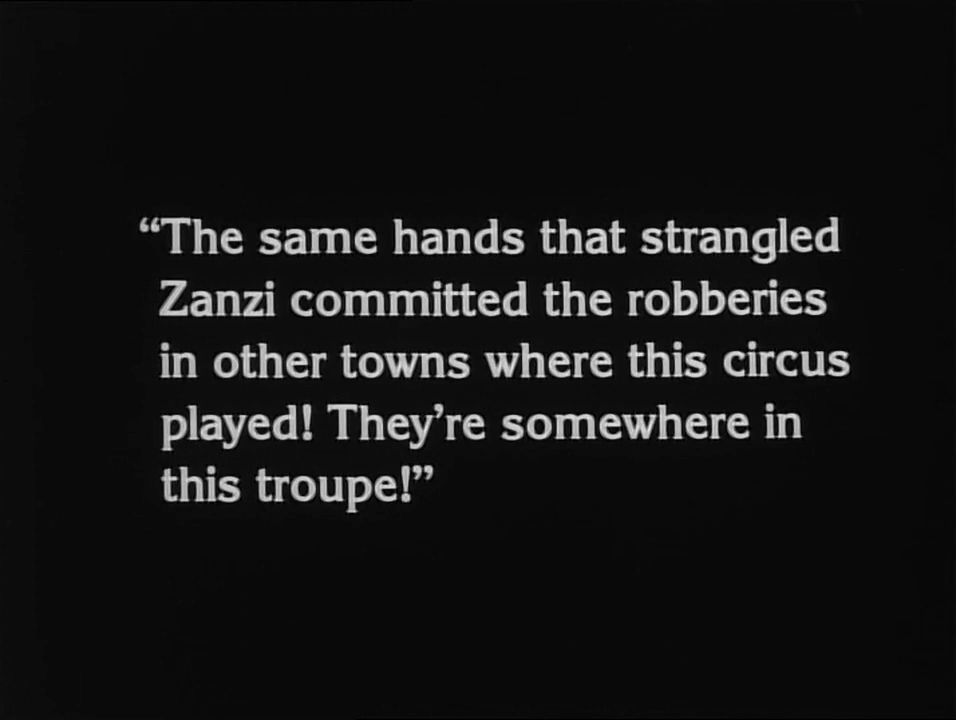 “The same hands that strangled
Zanzi committed the robberies
in other towns where this circus
played! They’re somewhere in
this troupe!”